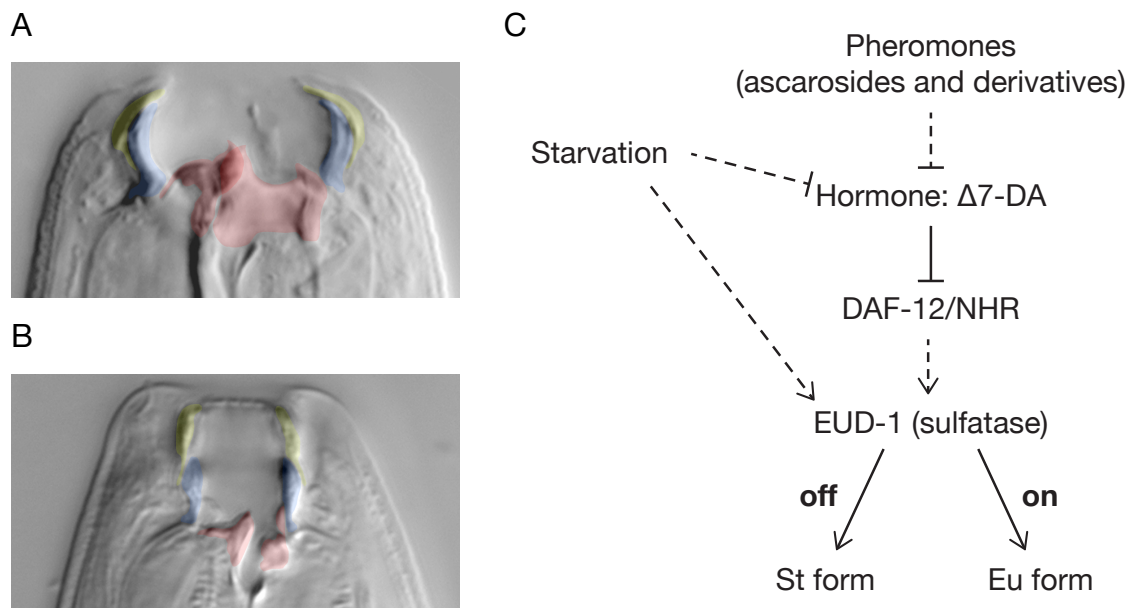 A
B
C
Pheromones
(ascarosides and derivatives)
Starvation
Hormone: Δ7-DA
DAF-12/NHR
EUD-1 (sulfatase)
off
on
St form
Eu form